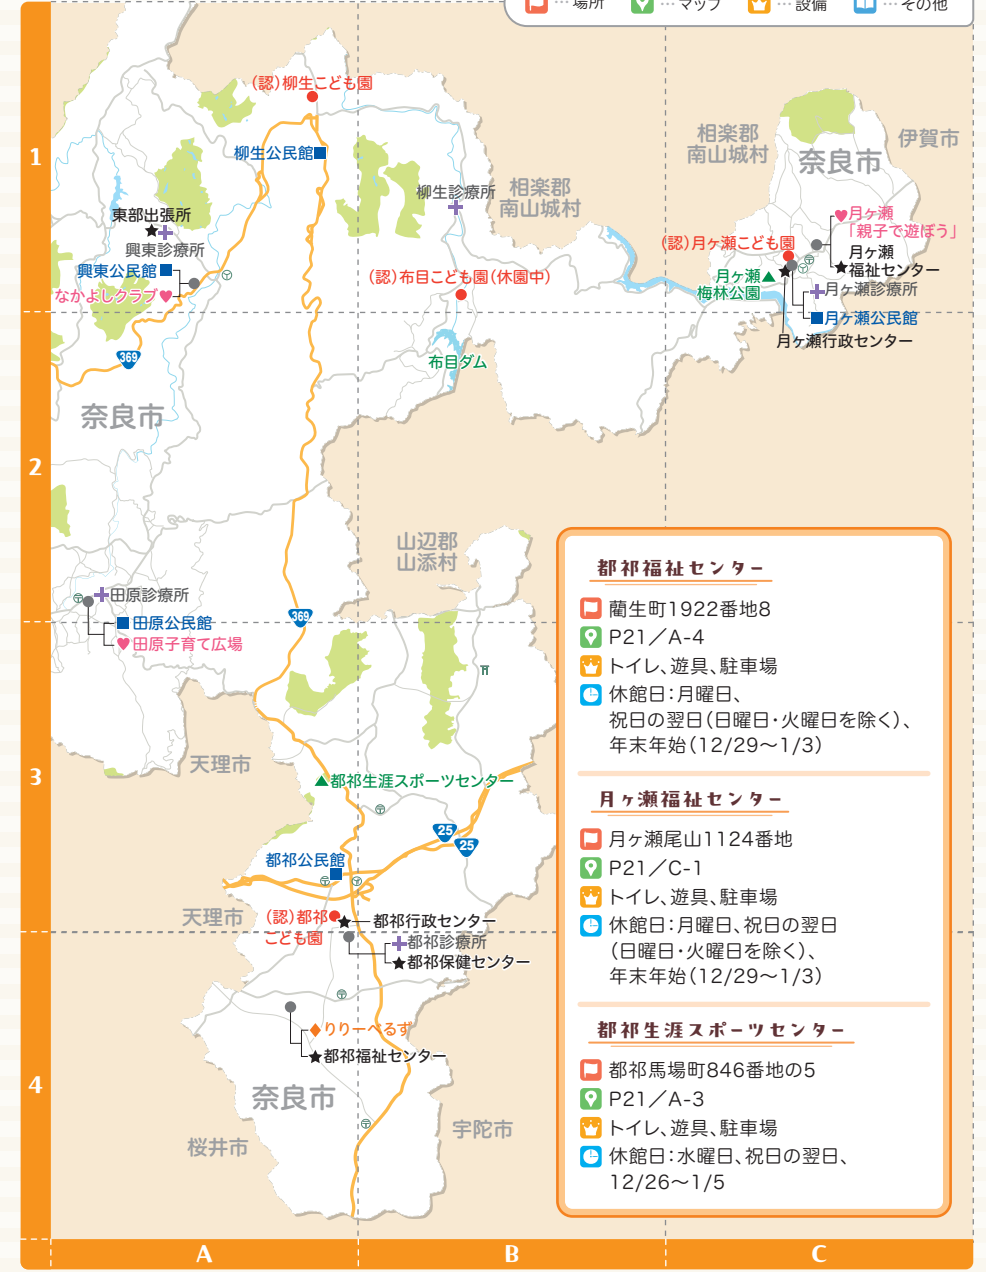 …場所
…マップ
…設備
…その他
1
2
3
4
A
B
C
(認)柳生こども園
柳生公民館
柳生診療所
東部出張所
興東診療所
興東公民館
なかよしクラブ
(認)布目こども園(休園中)
布目ダム
相楽郡
南山城村
相楽郡
南山城村
奈良市
伊賀市
月ヶ瀬
「親子で遊ぼう」
(認)月ヶ瀬こども園
月ヶ瀬
福祉センター
月ヶ瀬
梅林公園
月ヶ瀬診療所
月ヶ瀬公民館
月ヶ瀬行政センター
369
奈良市
山辺郡
山添村
田原診療所
田原公民館
田原子育て広場
369
天理市
都祁生涯スポーツセンター
25
25
都祁公民館
天理市
(認)都祁
こども園
都祁行政センター
都祁診療所
都祁保健センター
りりーべるず
都祁福祉センター
奈良市
桜井市
宇陀市
都祁福祉センター
藺生町1922番地8
P21／A-4
トイレ、遊具、駐車場
休館日：月曜日、
祝日の翌日(日曜日・火曜日を除く)、
年末年始(12/29〜1/3)
月ヶ瀬福祉センター
月ヶ瀬尾山1124番地
P21／C-1
トイレ、遊具、駐車場
休館日：月曜日、祝日の翌日
(日曜日・火曜日を除く)、
年末年始(12/29〜1/3)
都祁生涯スポーツセンター
都祁馬場町846番地の5
P21／A-3
トイレ、遊具、駐車場
休館日：水曜日、祝日の翌日、
12/26〜1/5